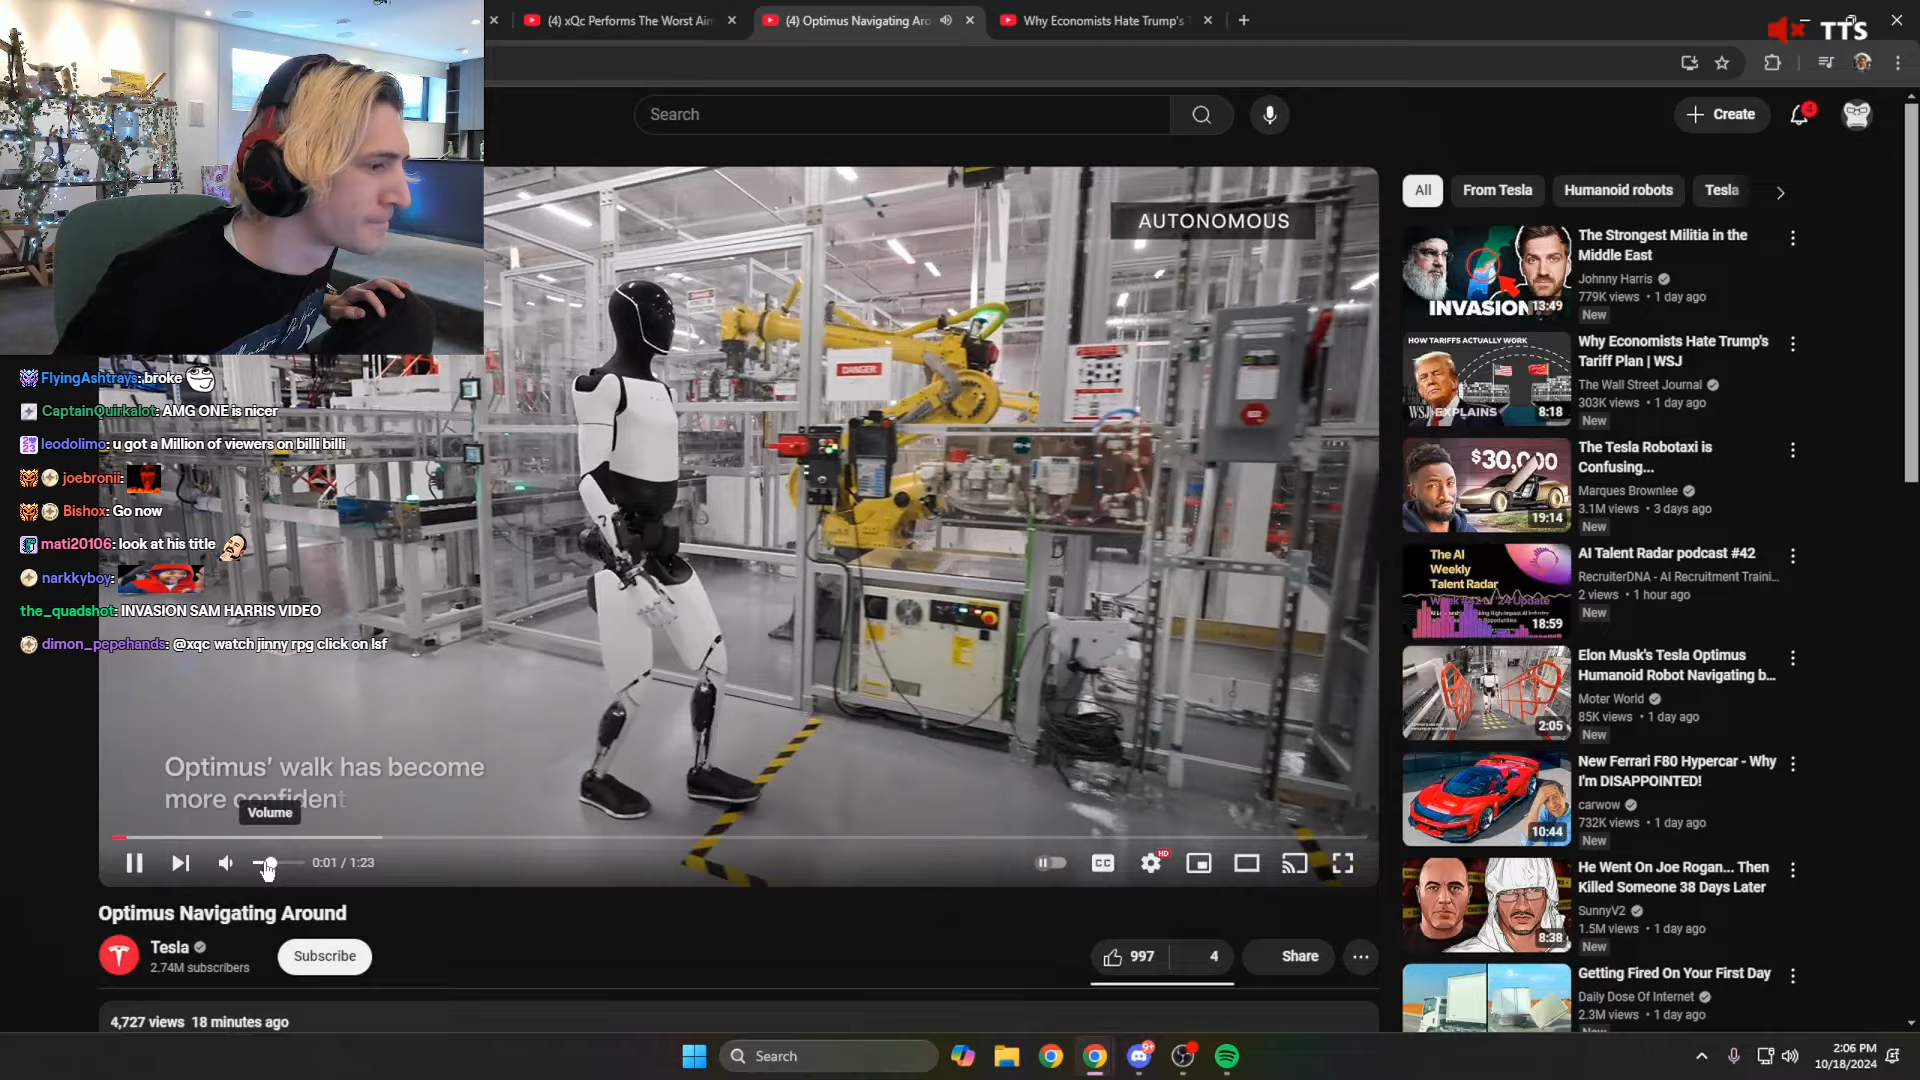 (4) xQc Performs The Worst Aim
(4) Optimus Navigating Aro
Why Economists Hate Trump's
TTS
Search
Create
4
AUTONOMOUS
DANGER
Optimus' walk has become
more confident
Volume
0:01 / 1:23
CC
HD
FlyingAshtrays: broke
CaptainQuirkalot: AMG ONE is nicer
leodolimo: u got a Million of viewers on billi billi
joebronii:
Bishox: Go now
mati20106: look at his title
narkkyboy:
the_quadshot: INVASION SAM HARRIS VIDEO
dimon_pepehands: @xqc watch jinny rpg click on lsf
Optimus Navigating Around
Tesla
2.74M subscribers
Subscribe
997
4
Share
4,727 views 18 minutes ago
All
From Tesla
Humanoid robots
Tesla
INVASION
13:49
The Strongest Militia in the
Middle East
Johnny Harris
779K views • 1 day ago
New
HOW TARIFFS ACTUALLY WORK
WSJ EXPLAINS
8:18
Why Economists Hate Trump's
Tariff Plan | WSJ
The Wall Street Journal
303K views • 1 day ago
New
$30,000
19:14
The Tesla Robotaxi is
Confusing...
Marques Brownlee
3.1M views • 3 days ago
New
The AI
Weekly
Talent Radar
18:59
AI Talent Radar podcast #42
RecruiterDNA - AI Recruitment Traini...
2 views • 1 hour ago
New
2:05
Elon Musk's Tesla Optimus
Humanoid Robot Navigating b...
Moter World
85K views • 1 day ago
New
10:44
New Ferrari F80 Hypercar - Why
I'm DISAPPOINTED!
carwow
732K views • 1 day ago
New
8:38
He Went On Joe Rogan... Then
Killed Someone 38 Days Later
SunnyV2
1.5M views • 1 day ago
New
Getting Fired On Your First Day
Daily Dose Of Internet
2.3M views • 1 day ago
New
Search
9+
2:06 PM
10/18/2024